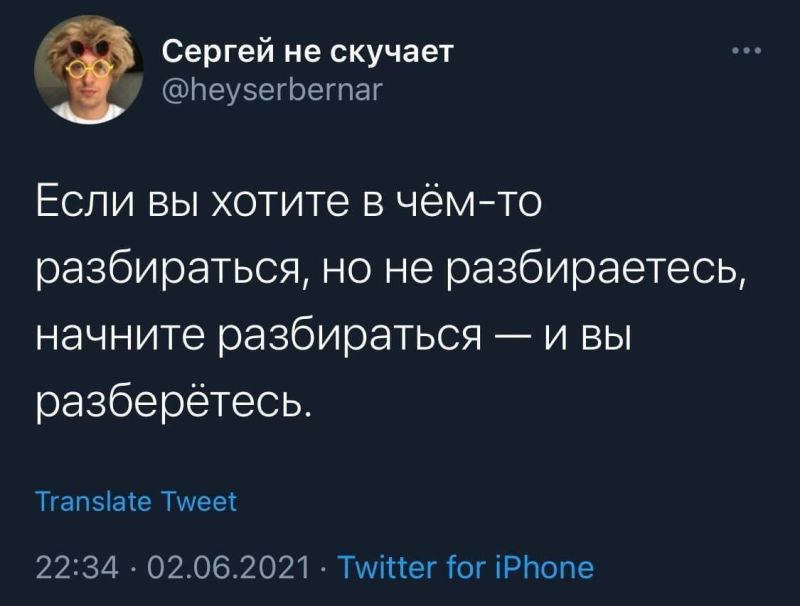 Сергей не скучает
@heyserbernar
Если вы хотите в чём-то
разбираться, но не разбираетесь,
начните разбираться — и вы
разберётесь.
Translate Tweet
22:34 · 02.06.2021 · Twitter for iPhone